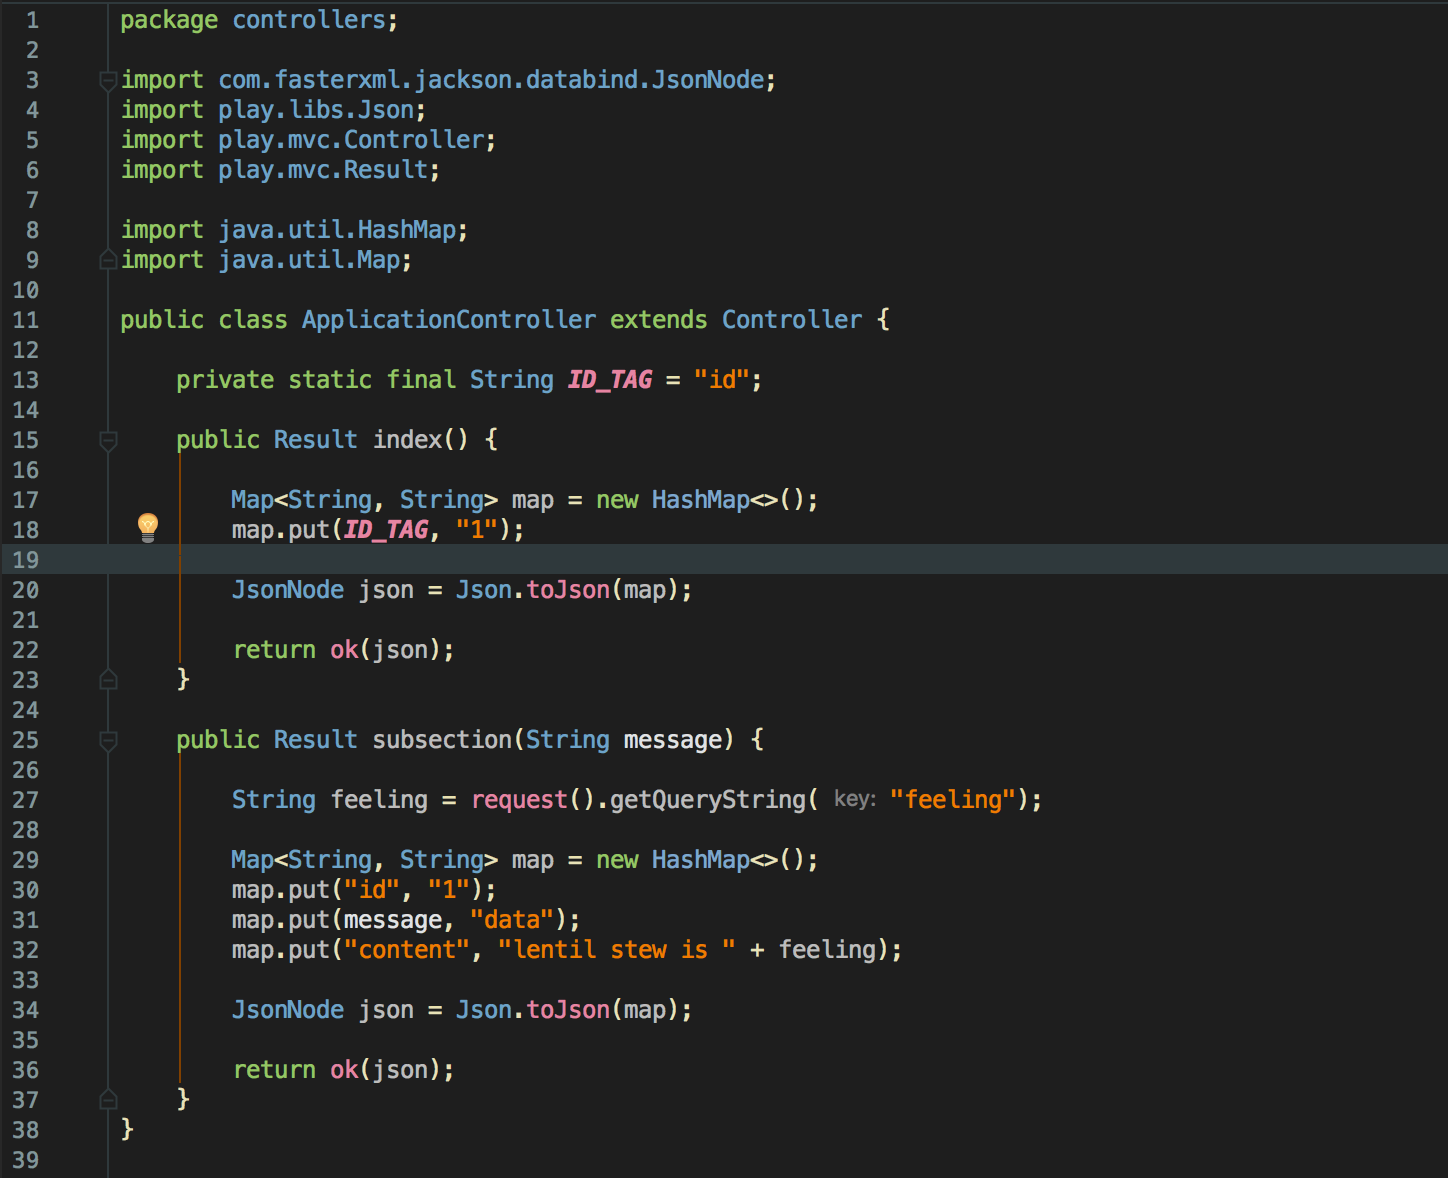 1 package controllers;
2
3 import com.fasterxml.jackson.databind.JsonNode;
4 import play.libs.Json;
5 import play.mvc.Controller;
6 import play.mvc.Result;
7
8 import java.util.HashMap;
9 import java.util.Map;
10
11 public class ApplicationController extends Controller {
12
13     private static final String ID_TAG = "id";
14
15     public Result index() {
16
17         Map<String, String> map = new HashMap<>();
18         map.put(ID_TAG, "1");
19
20         JsonNode json = Json.toJson(map);
21
22         return ok(json);
23     }
24
25     public Result subsection(String message) {
26
27         String feeling = request().getQueryString( key: "feeling");
28
29         Map<String, String> map = new HashMap<>();
30         map.put("id", "1");
31         map.put(message, "data");
32         map.put("content", "lentil stew is " + feeling);
33
34         JsonNode json = Json.toJson(map);
35
36         return ok(json);
37     }
38 }
39